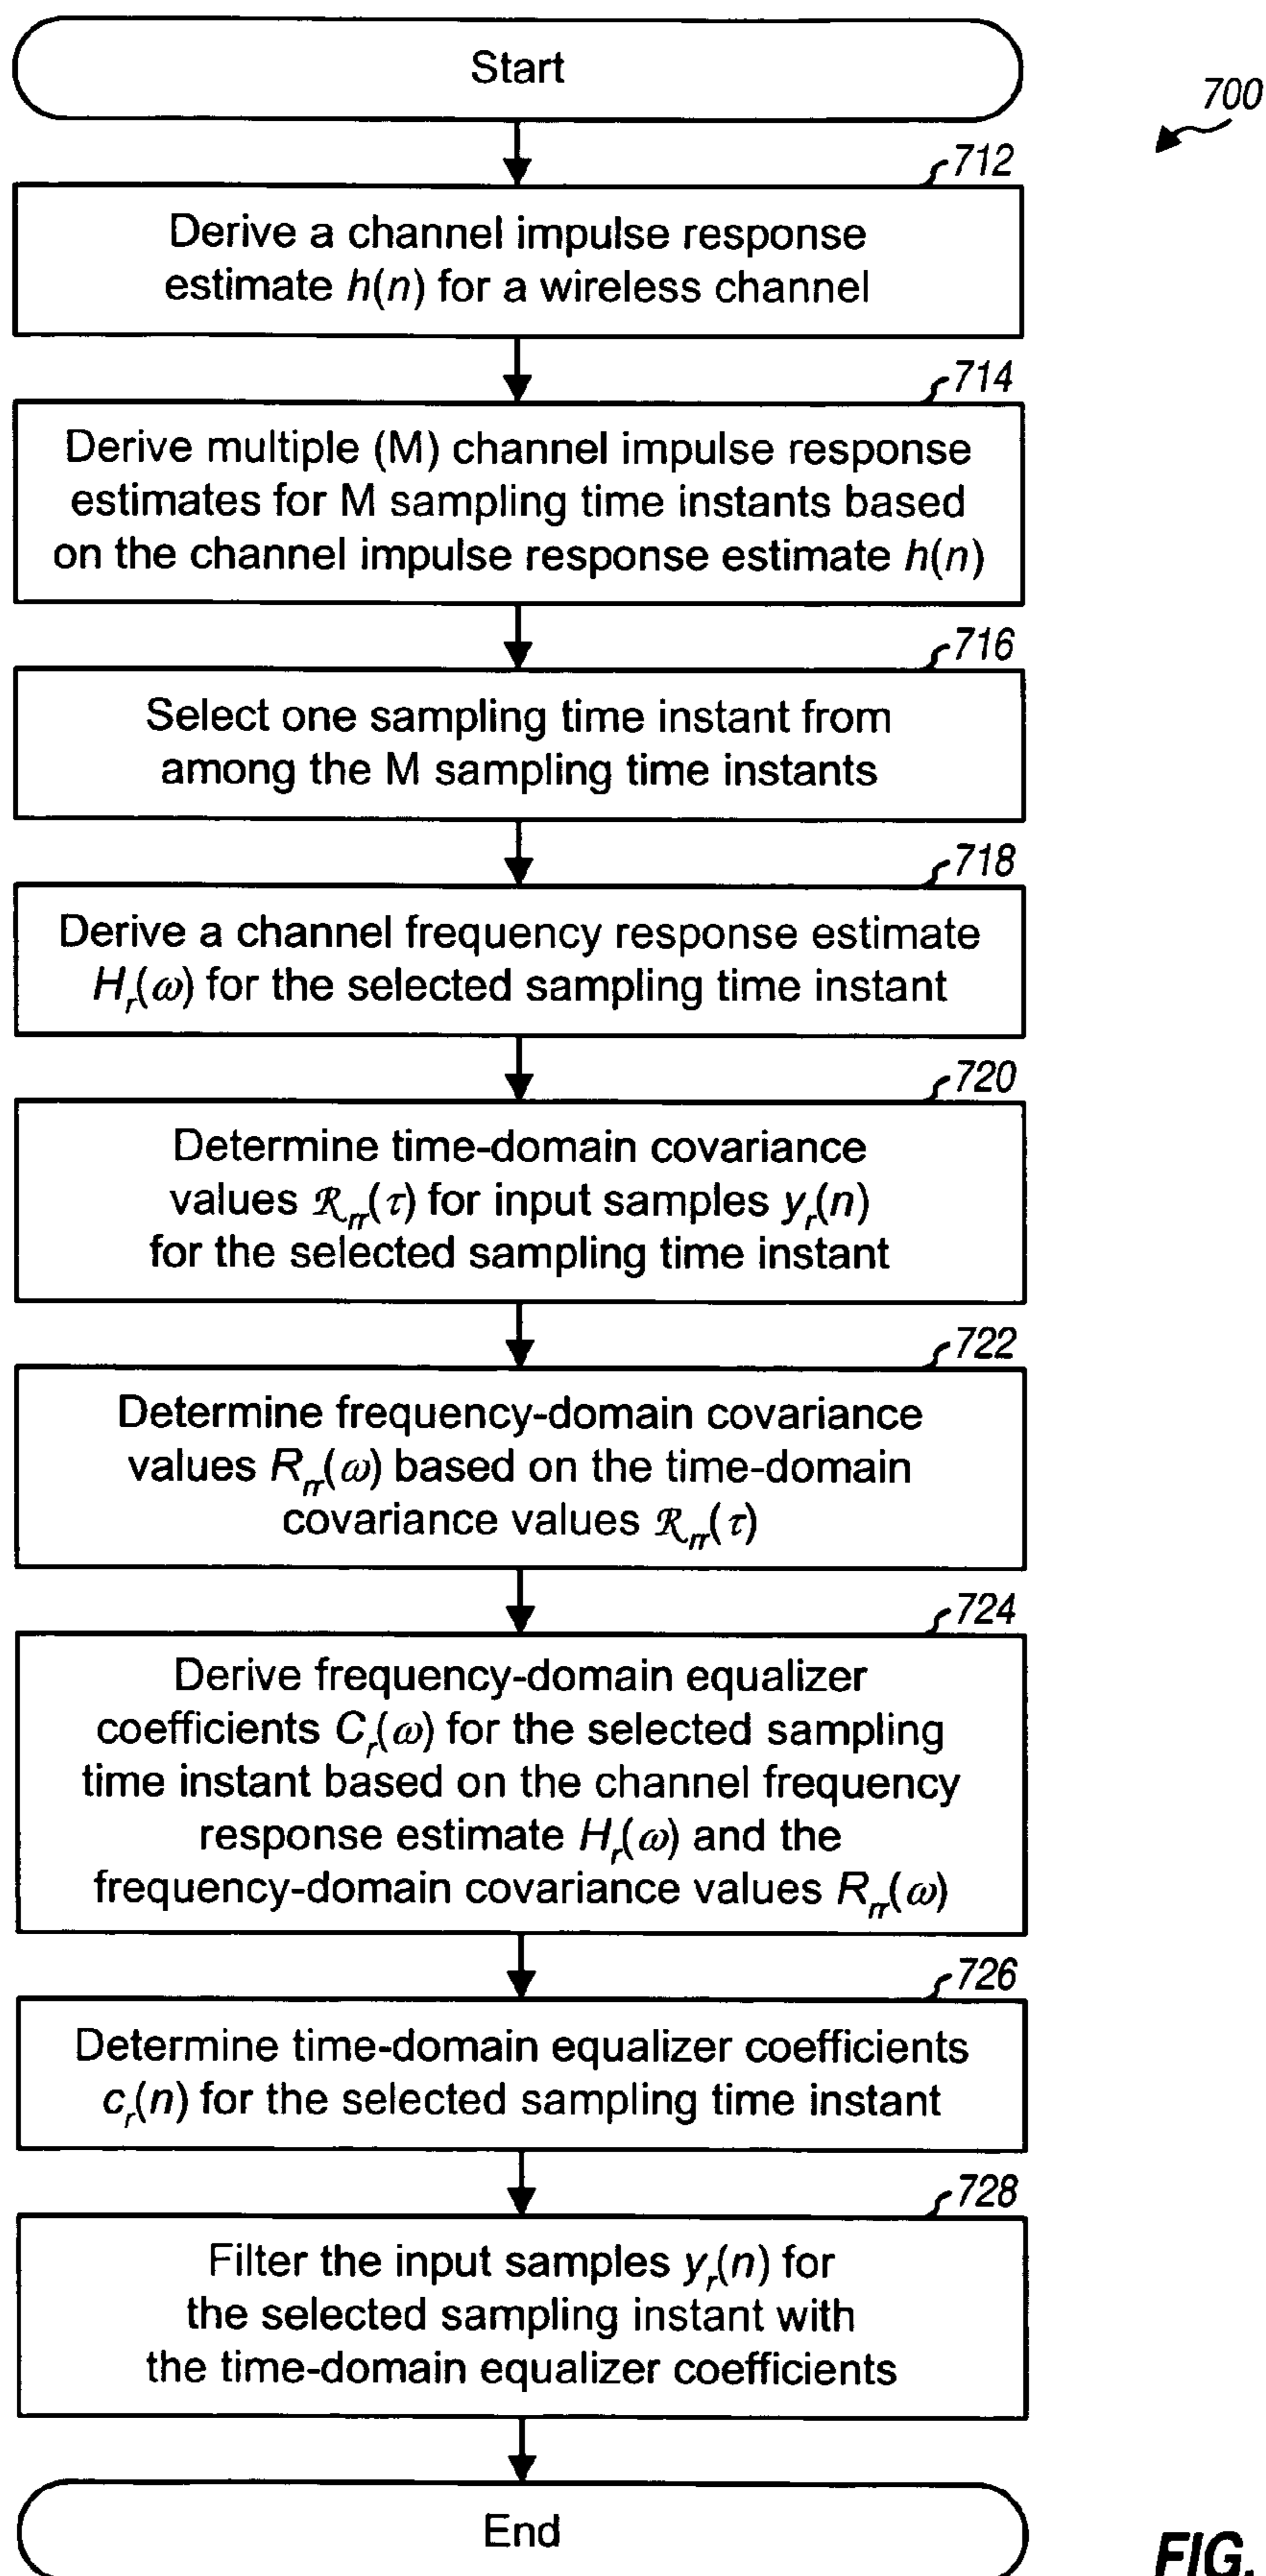 Start
700
712
Derive a channel impulse response
estimate h(n) for a wireless channel
714
Derive multiple (M) channel impulse response
estimates for M sampling time instants based
on the channel impulse response estimate h(n)
716
Select one sampling time instant from
among the M sampling time instants
718
Derive a channel frequency response estimate
Hᵣ(ω) for the selected sampling time instant
720
Determine time-domain covariance
values ℛᵣᵣ(τ) for input samples yᵣ(n)
for the selected sampling time instant
722
Determine frequency-domain covariance
values Rᵣᵣ(ω) based on the time-domain
covariance values ℛᵣᵣ(τ)
724
Derive frequency-domain equalizer
coefficients Cᵣ(ω) for the selected sampling
time instant based on the channel frequency
response estimate Hᵣ(ω) and the
frequency-domain covariance values Rᵣᵣ(ω)
726
Determine time-domain equalizer coefficients
cᵣ(n) for the selected sampling time instant
728
Filter the input samples yᵣ(n) for
the selected sampling instant with
the time-domain equalizer coefficients
End
FIG.